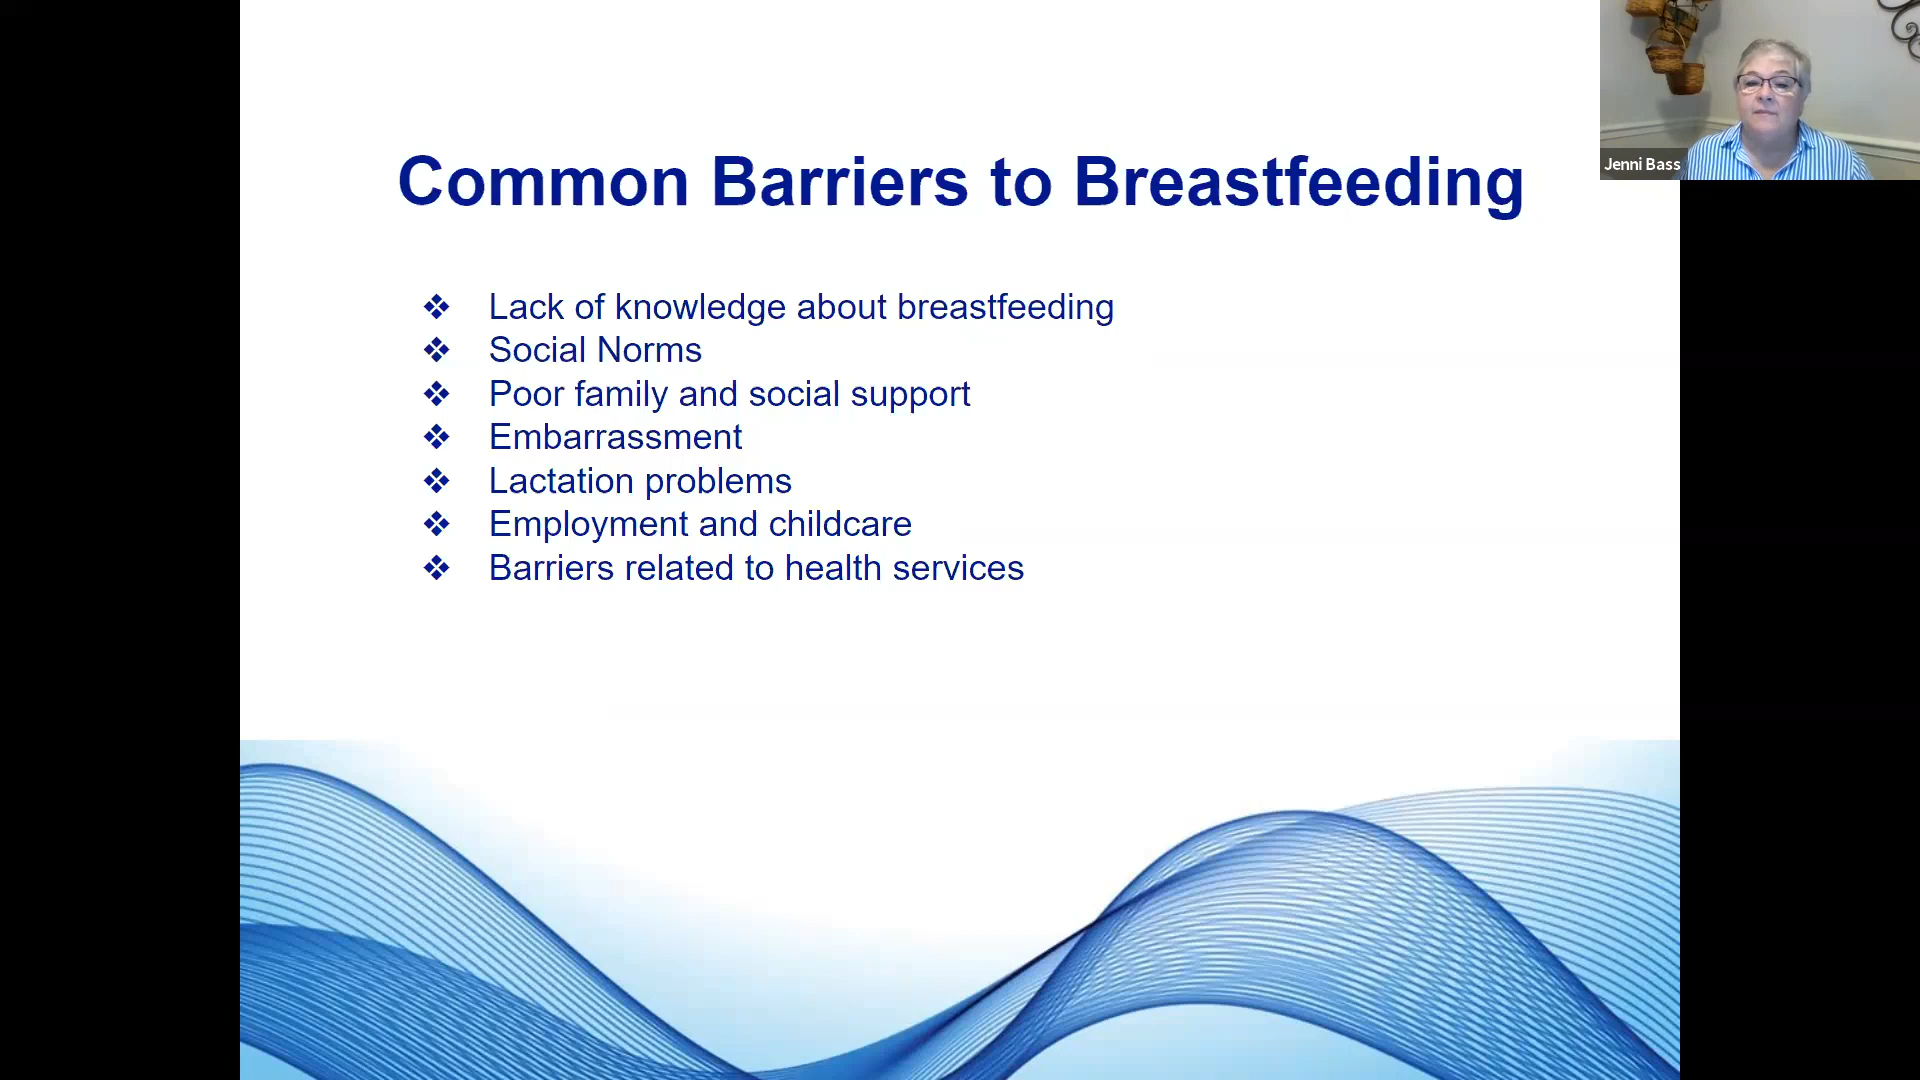 Common Barriers to Breastfeeding
❖ Lack of knowledge about breastfeeding
❖ Social Norms
❖ Poor family and social support
❖ Embarrassment
❖ Lactation problems
❖ Employment and childcare
❖ Barriers related to health services
Jenni Bass